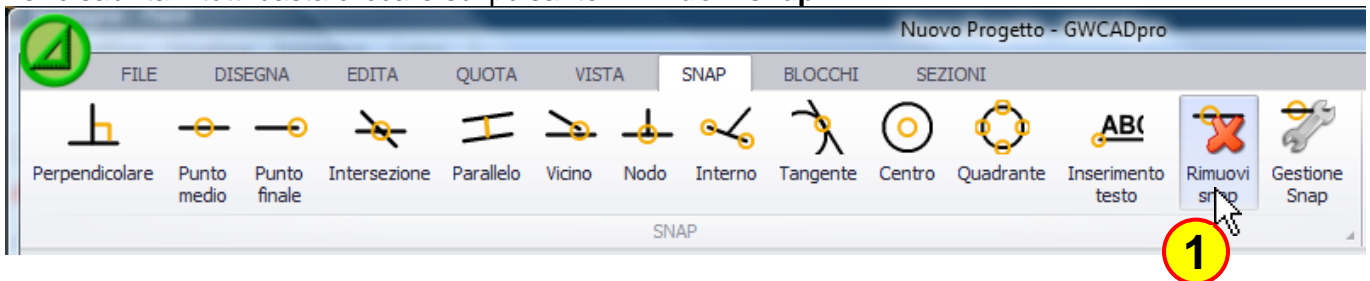 Nuovo Progetto - GWCADpro
FILE DISEGNA EDITA QUOTA VISTA SNAP BLOCCHI SEZIONI
ABC
Perpendicolare Punto medio Punto finale Intersezione Parallelo Vicino Nodo Interno Tangente Centro Quadrante Inserimento testo Rimuovi snap Gestione Snap
SNAP
1